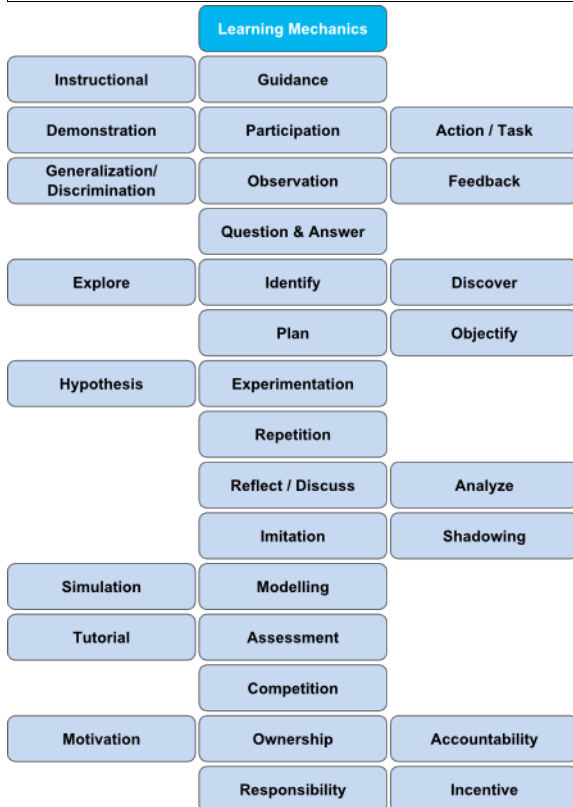 Learning Mechanics
Instructional
Guidance
Demonstration
Participation
Action / Task
Generalization/
Discrimination
Observation
Feedback
Question & Answer
Explore
Identify
Discover
Plan
Objectify
Hypothesis
Experimentation
Repetition
Reflect / Discuss
Analyze
Imitation
Shadowing
Simulation
Modelling
Tutorial
Assessment
Competition
Motivation
Ownership
Accountability
Responsibility
Incentive